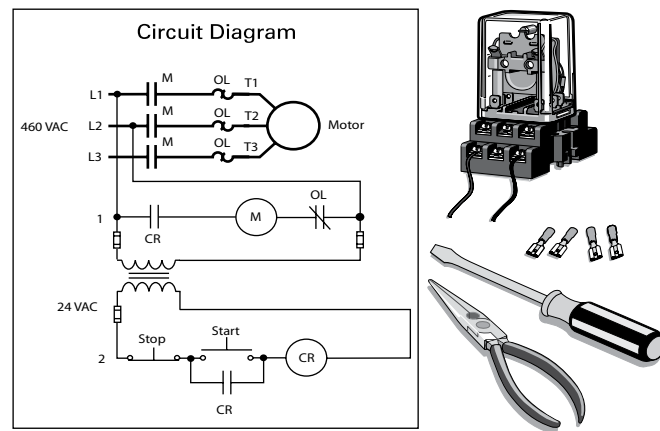 Circuit Diagram
M OL T1
L1
M OL T2
460 VAC L2 Motor
M OL T3
L3
OL
1 M
CR
24 VAC
Stop Start
2 CR
CR